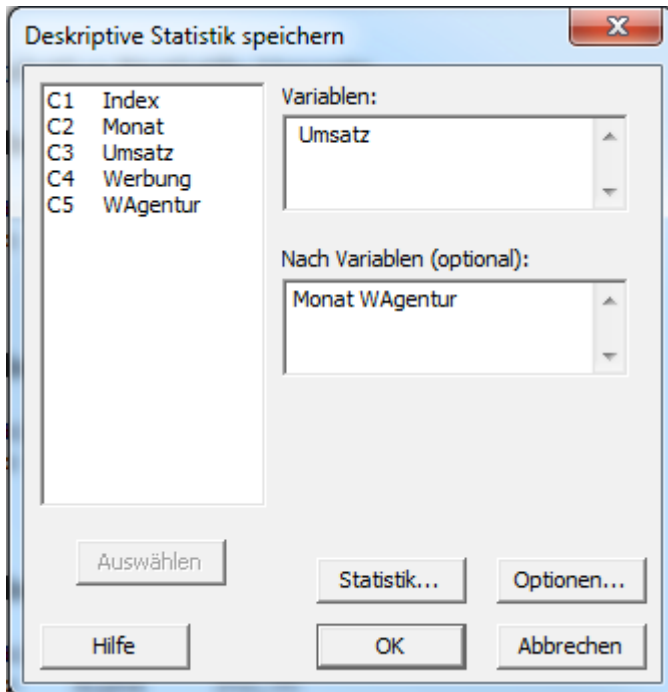 Deskriptive Statistik speichern
C1 Index
C2 Monat
C3 Umsatz
C4 Werbung
C5 WAgentur
Variablen:
Umsatz
Nach Variablen (optional):
Monat WAgentur
Auswählen
Statistik...
Optionen...
Hilfe
OK
Abbrechen